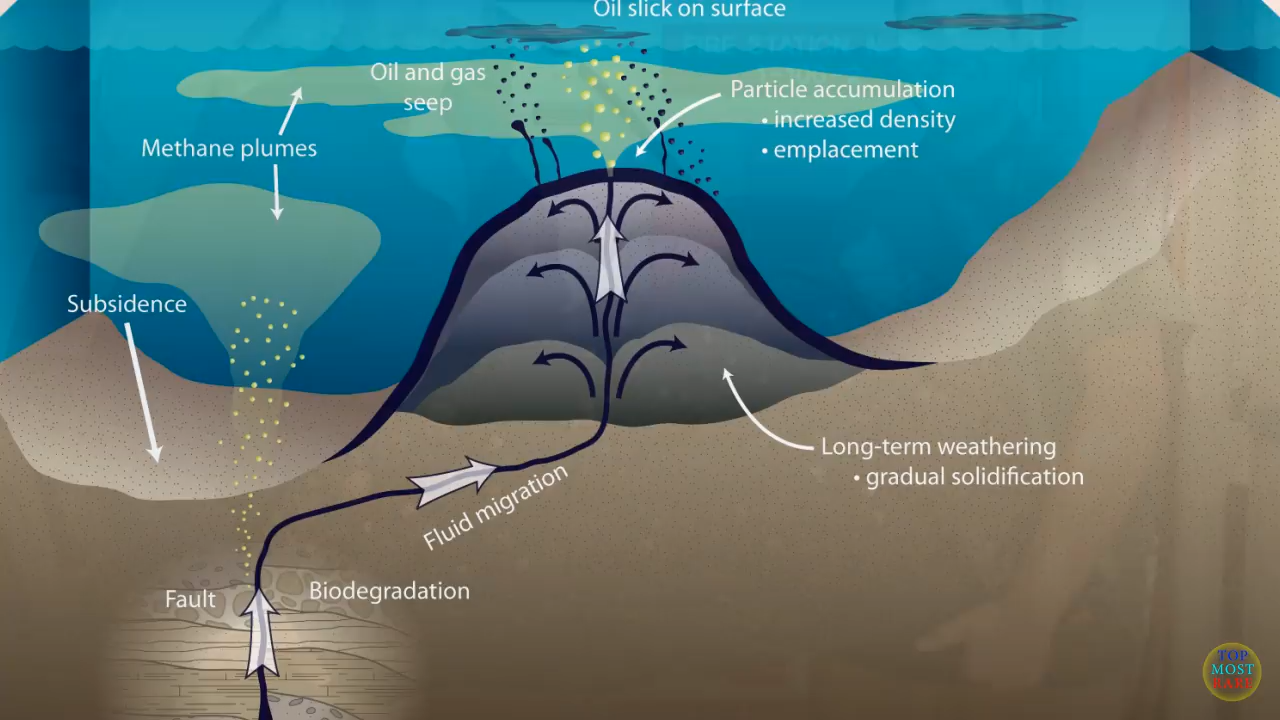 Oil slick on surface
Oil and gas
seep
Particle accumulation
• increased density
• emplacement
Methane plumes
Subsidence
Long-term weathering
• gradual solidification
Fluid migration
Biodegradation
Fault
TOP
MOST
RARE